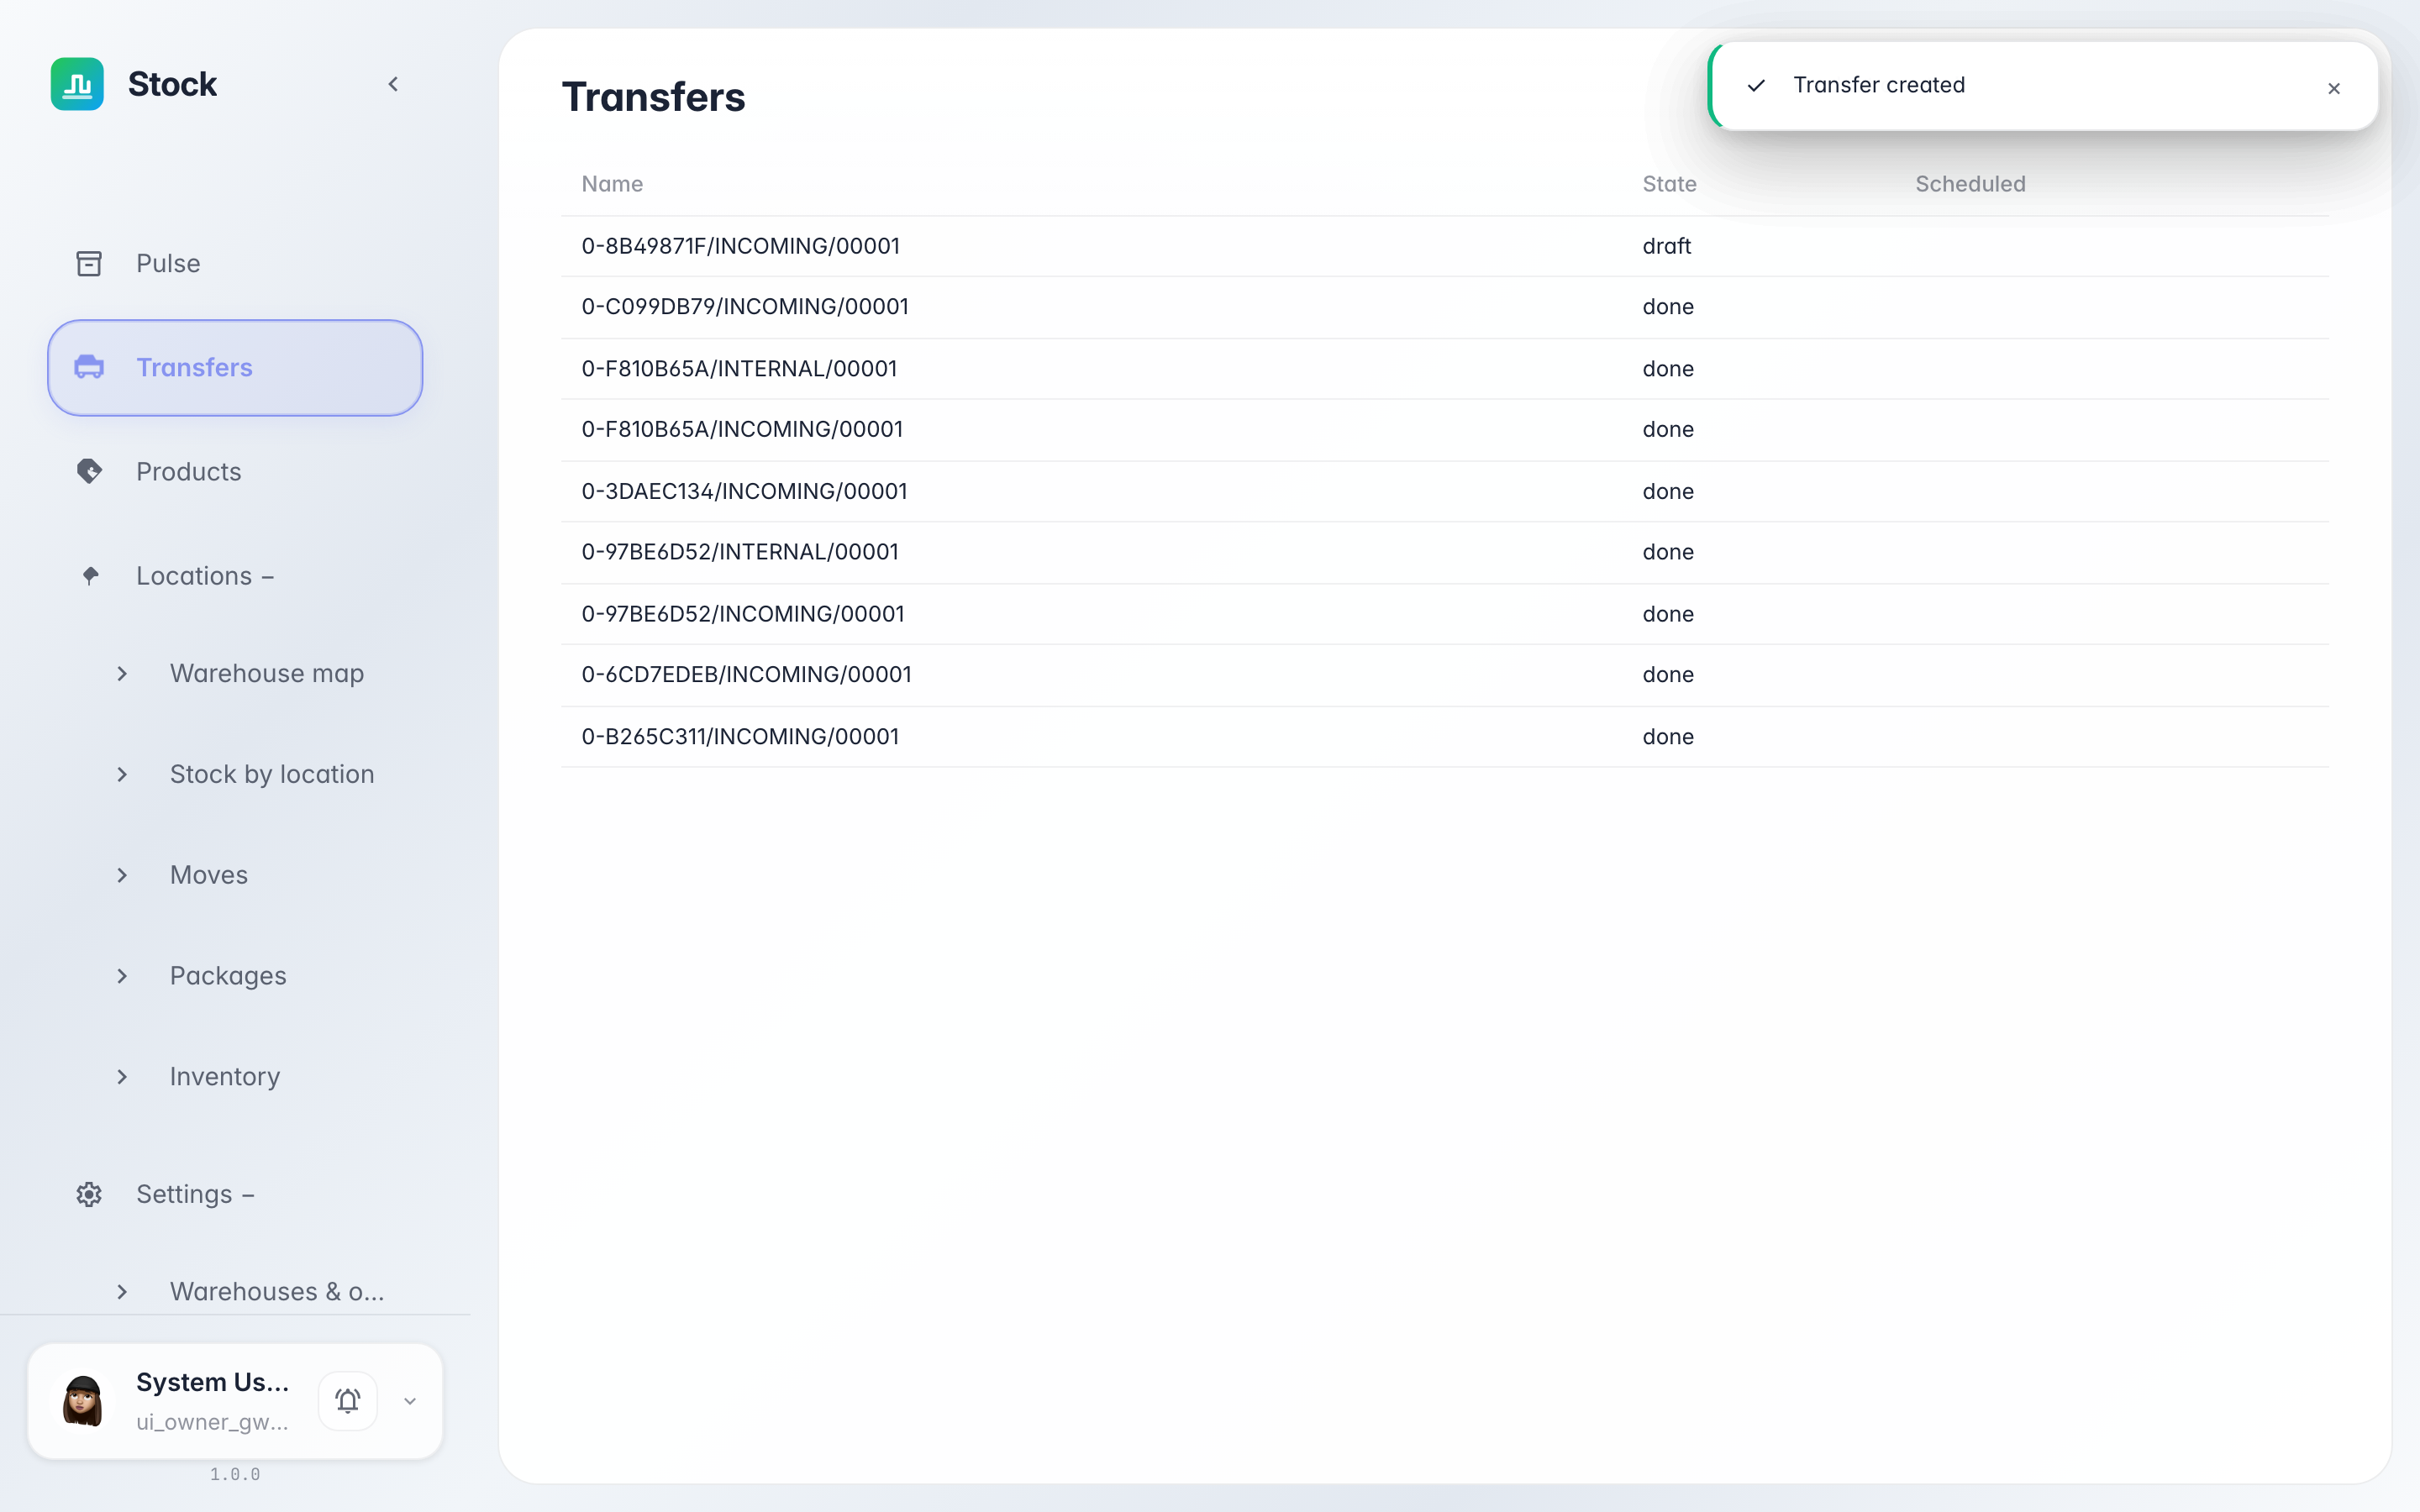 Stock
Pulse
Transfers
Products
Locations –
Warehouse map
Stock by location
Moves
Packages
Inventory
Settings –
Warehouses & o...
System Us...
ui_owner_gw...
1.0.0
Transfers
Transfer created
Name State Scheduled
0-8B49871F/INCOMING/00001 draft
0-C099DB79/INCOMING/00001 done
0-F810B65A/INTERNAL/00001 done
0-F810B65A/INCOMING/00001 done
0-3DAEC134/INCOMING/00001 done
0-97BE6D52/INTERNAL/00001 done
0-97BE6D52/INCOMING/00001 done
0-6CD7EDEB/INCOMING/00001 done
0-B265C311/INCOMING/00001 done